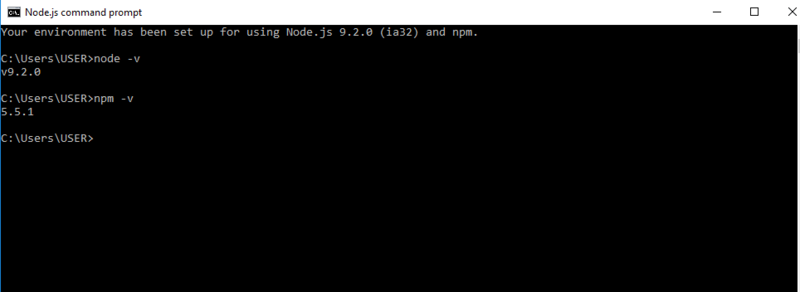 Node.js command prompt
Your environment has been set up for using Node.js 9.2.0 (ia32) and npm.
C:\Users\USER>node -v
v9.2.0
C:\Users\USER>npm -v
5.5.1
C:\Users\USER>